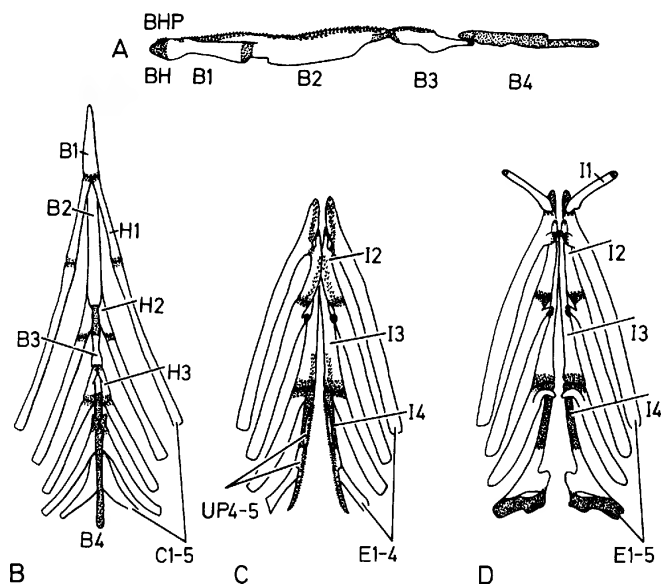 BHP
A
BH B1 B2 B3 B4
B1
B2
H1
H2
B3
H3
B4
C1-5
B
I2
I3
I4
UP4-5
E1-4
C
I1
I2
I3
I4
E1-5
D